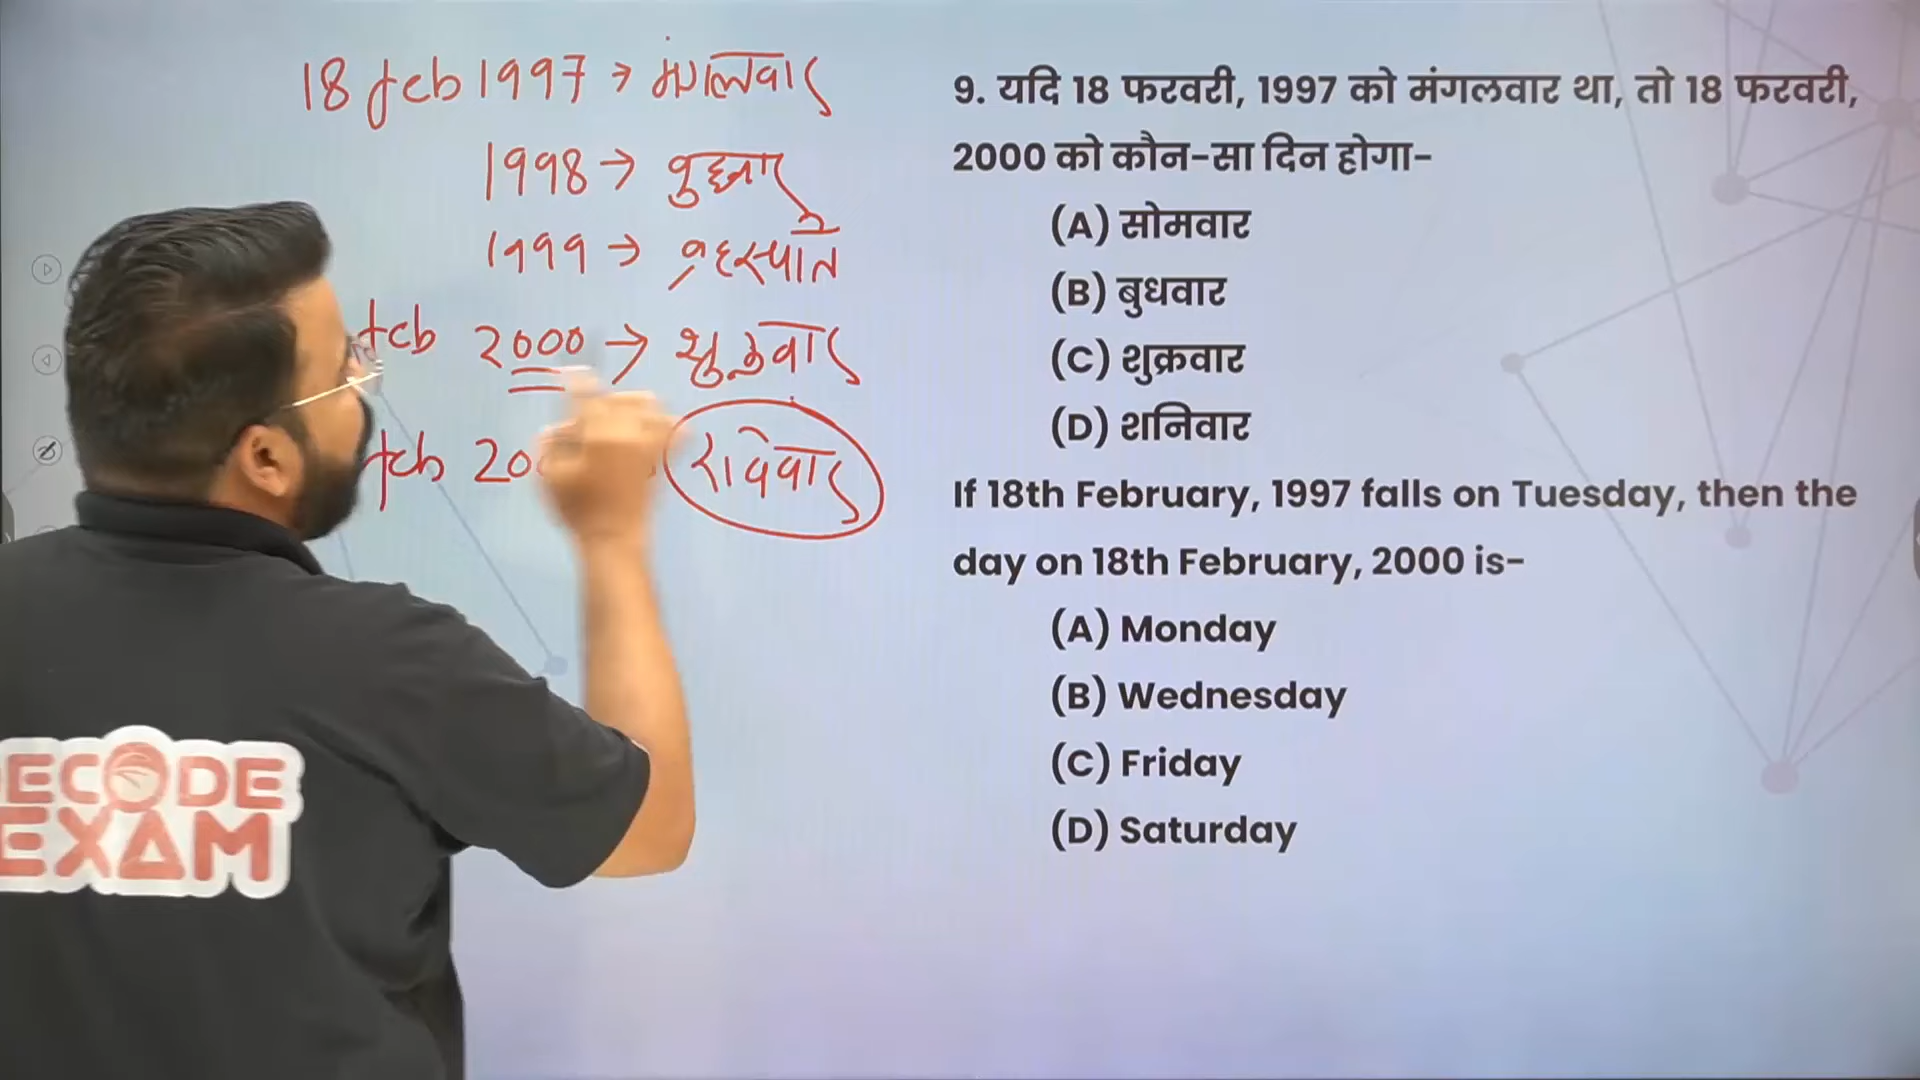 18 feb 1997 → मंगलवार
1998 → बुधवार
1999 → बृहस्पति
feb 2000 → शुक्रवार
feb 20 रविवार
9. यदि 18 फरवरी, 1997 को मंगलवार था, तो 18 फरवरी,
2000 को कौन-सा दिन होगा-
(A) सोमवार
(B) बुधवार
(C) शुक्रवार
(D) शनिवार
If 18th February, 1997 falls on Tuesday, then the
day on 18th February, 2000 is-
(A) Monday
(B) Wednesday
(C) Friday
(D) Saturday
ECODE
EXAM